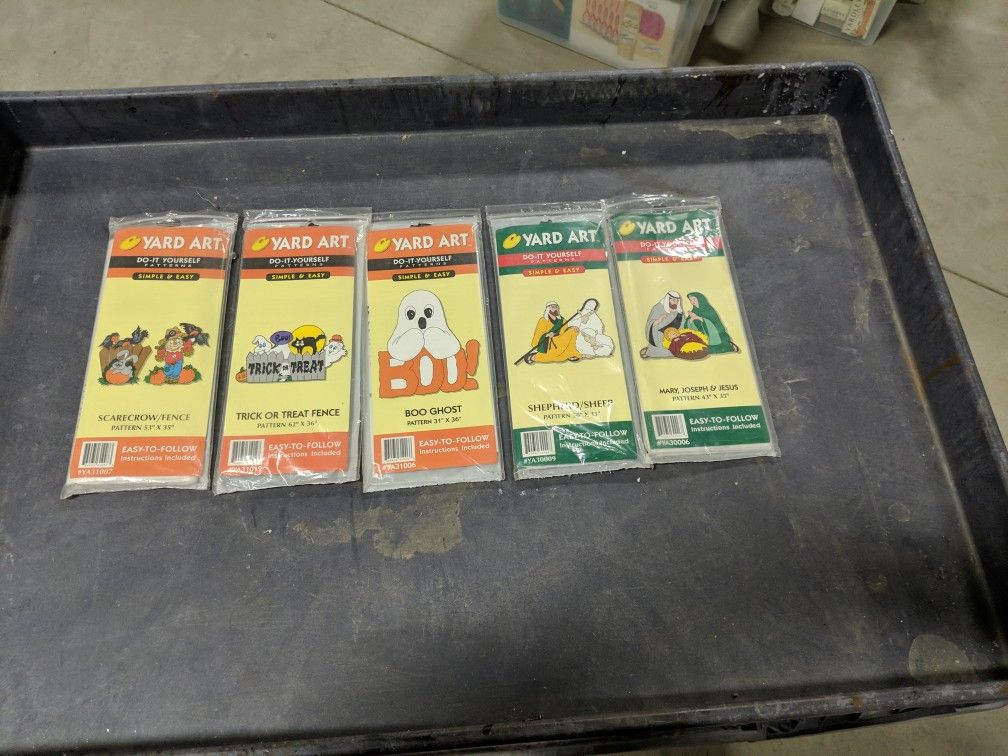 YARD ART
DO-IT YOURSELF
PATTERNS
SIMPLE & EASY
SCARECROW/FENCE
PATTERN 53" X 35"
EASY-TO-FOLLOW
Instructions Included
#YA31007
YARD ART
DO-IT-YOURSELF
PATTERNS
SIMPLE & EASY
TRICK OR TREAT
TRICK OR TREAT FENCE
PATTERN 62" X 36"
EASY-TO-FOLLOW
Instructions Included
YARD ART
DO-IT-YOURSELF
PATTERNS
SIMPLE & EASY
BOO!
BOO GHOST
PATTERN 31" X 36"
EASY-TO-FOLLOW
Instructions Included
#YA31006
YARD ART
DO-IT YOURSELF
PATTERNS
SIMPLE & EASY
SHEPHERD/SHEEP
PATTERN
EASY-TO-FOLLOW
Instructions Included
#YA30009
YARD ART
DO-IT YOURSELF
PATTERNS
SIMPLE & EASY
MARY, JOSEPH & JESUS
PATTERN 43" X 35"
EASY-TO-FOLLOW
Instructions Included
#YA30006